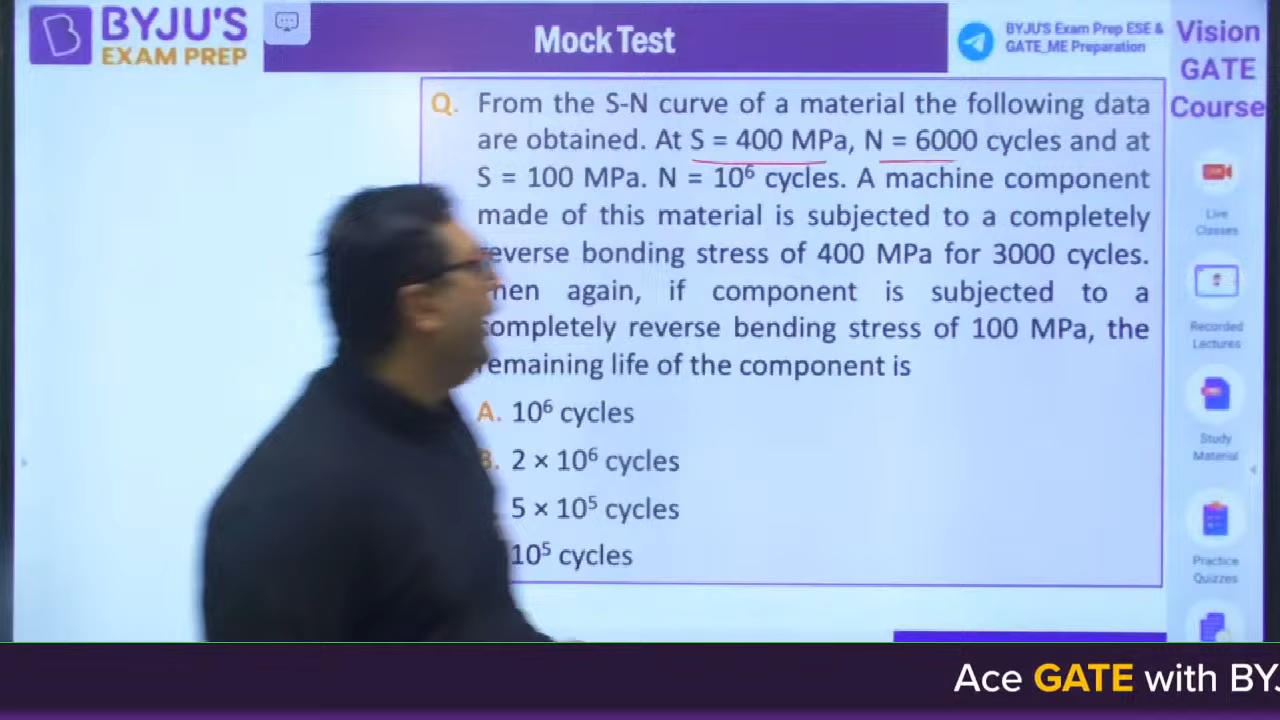 BYJU'S
EXAM PREP
Mock Test
BYJU'S Exam Prep ESE &
GATE_ME Preparation
Vision
GATE
Course
Q. From the S-N curve of a material the following data
are obtained. At S = 400 MPa, N = 6000 cycles and at
S = 100 MPa. N = 10⁶ cycles. A machine component
made of this material is subjected to a completely
reverse bonding stress of 400 MPa for 3000 cycles.
again, if component is subjected to a
completely reverse bending stress of 100 MPa, the
remaining life of the component is
A. 10⁶ cycles
B. 2 × 10⁶ cycles
5 × 10⁵ cycles
10⁵ cycles
Live
Classes
Recorded
Lectures
Study
Material
Practice
Quizzes
Ace GATE with BYJ